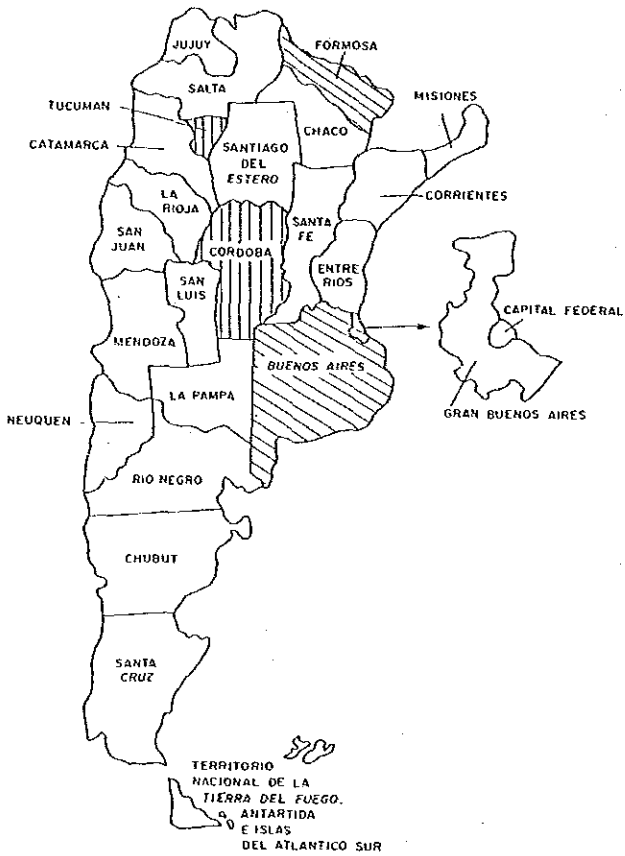 JUJUY
FORMOSA
SALTA
MISIONES
TUCUMAN
CHACO
CATAMARCA
SANTIAGO
DEL
ESTERO
LA
RIOJA
CORRIENTES
SANTA
FE
SAN
JUAN
CORDOBA
ENTRE
RIOS
SAN
LUIS
CAPITAL FEDERAL
MENDOZA
BUENOS AIRES
LA PAMPA
GRAN BUENOS AIRES
NEUQUEN
RIO NEGRO
CHUBUT
SANTA
CRUZ
TERRITORIO
NACIONAL DE LA
TIERRA DEL FUEGO.
ANTARTIDA
E ISLAS
DEL ATLANTICO SUR